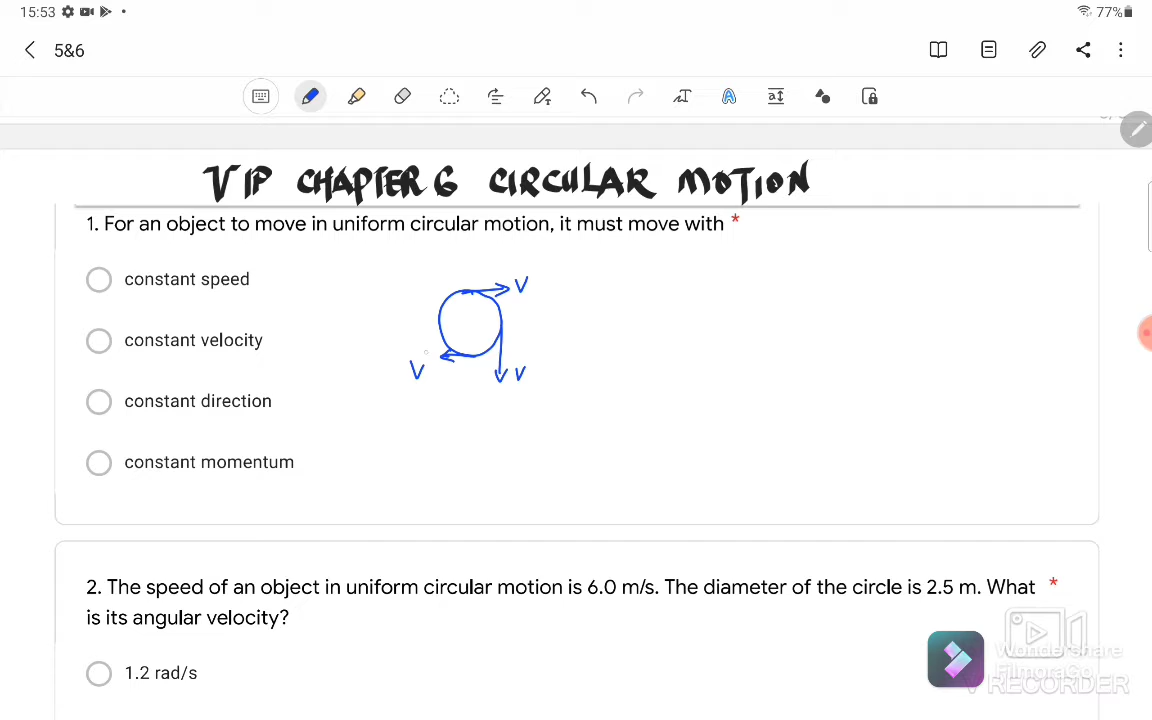 15:53
77%
5&6
VIP CHAPTER 6 CIRCULAR MOTION
1. For an object to move in uniform circular motion, it must move with *
constant speed
V
constant velocity
V
V
constant direction
constant momentum
2. The speed of an object in uniform circular motion is 6.0 m/s. The diameter of the circle is 2.5 m. What *
is its angular velocity?
1.2 rad/s
Wondershare
FilmoraGo
V RECORDER